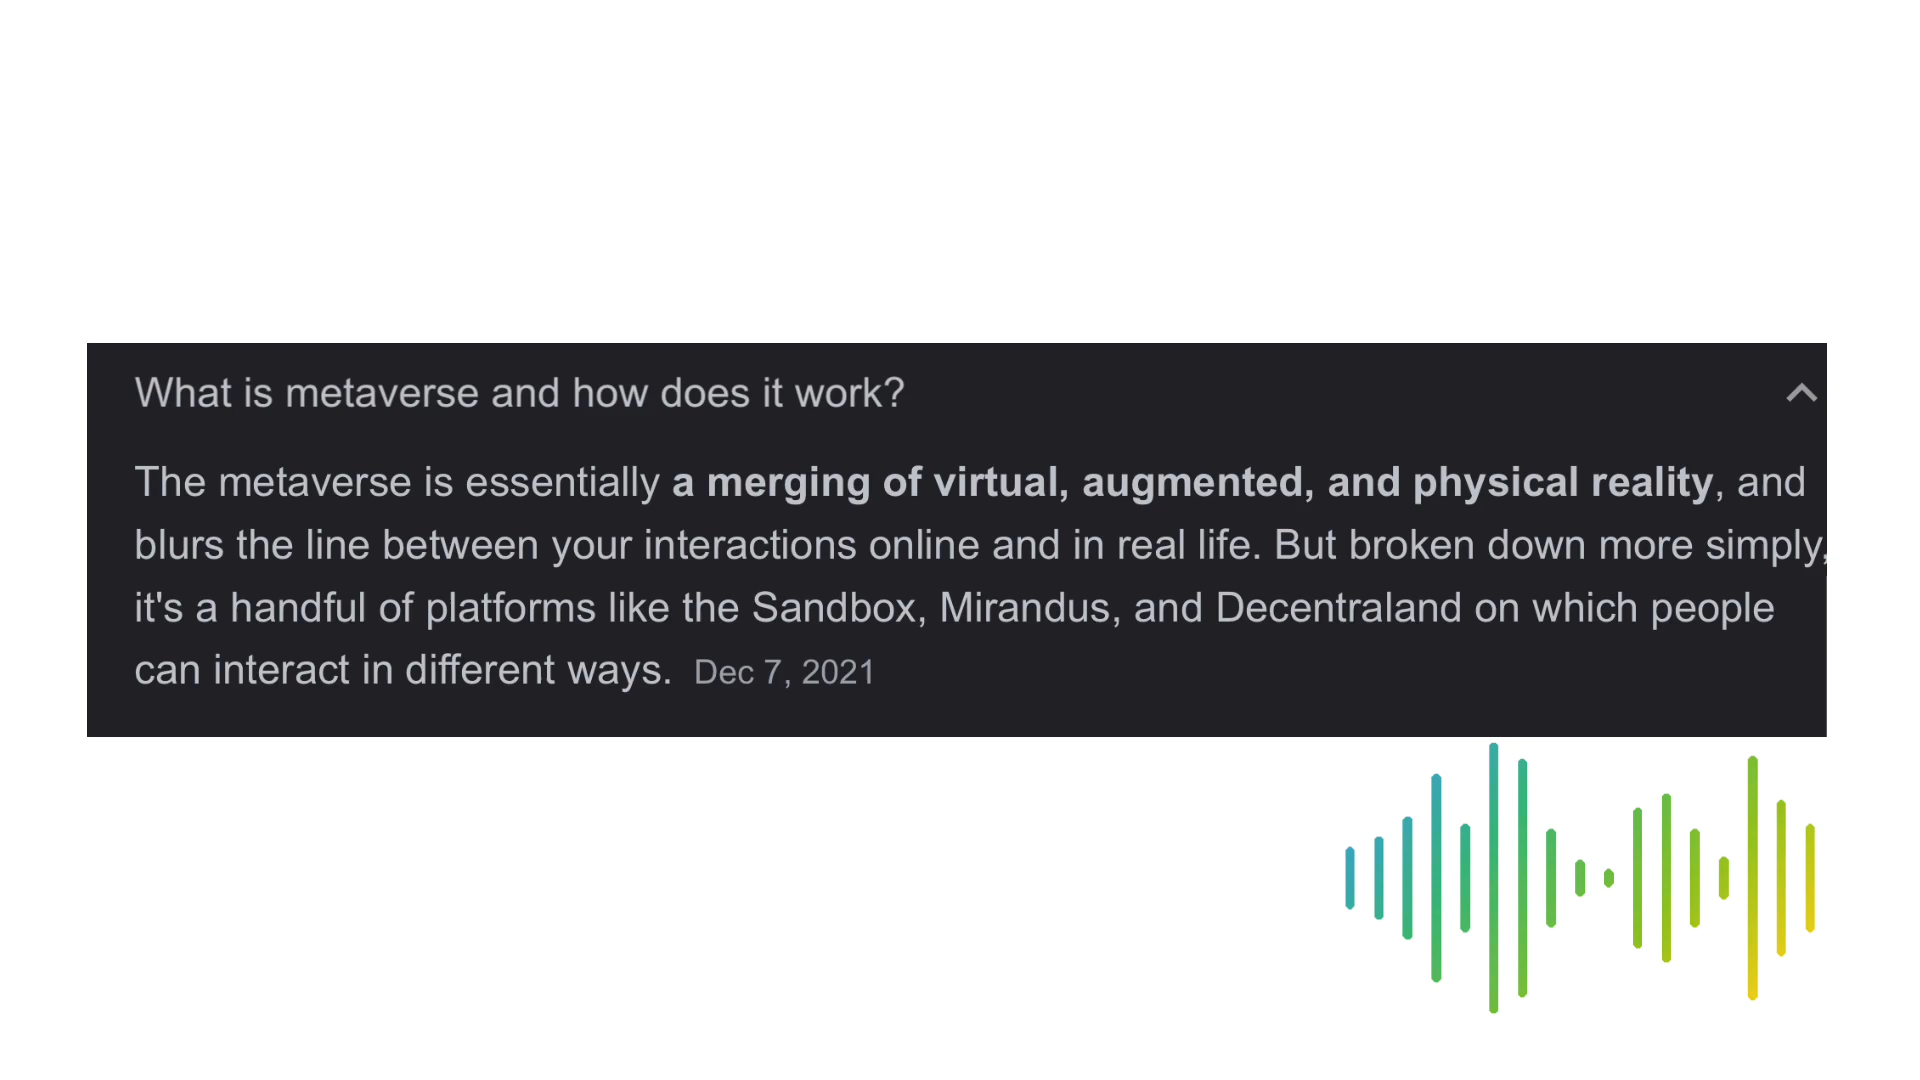 What is metaverse and how does it work?
The metaverse is essentially a merging of virtual, augmented, and physical reality, and
blurs the line between your interactions online and in real life. But broken down more simply,
it's a handful of platforms like the Sandbox, Mirandus, and Decentraland on which people
can interact in different ways. Dec 7, 2021